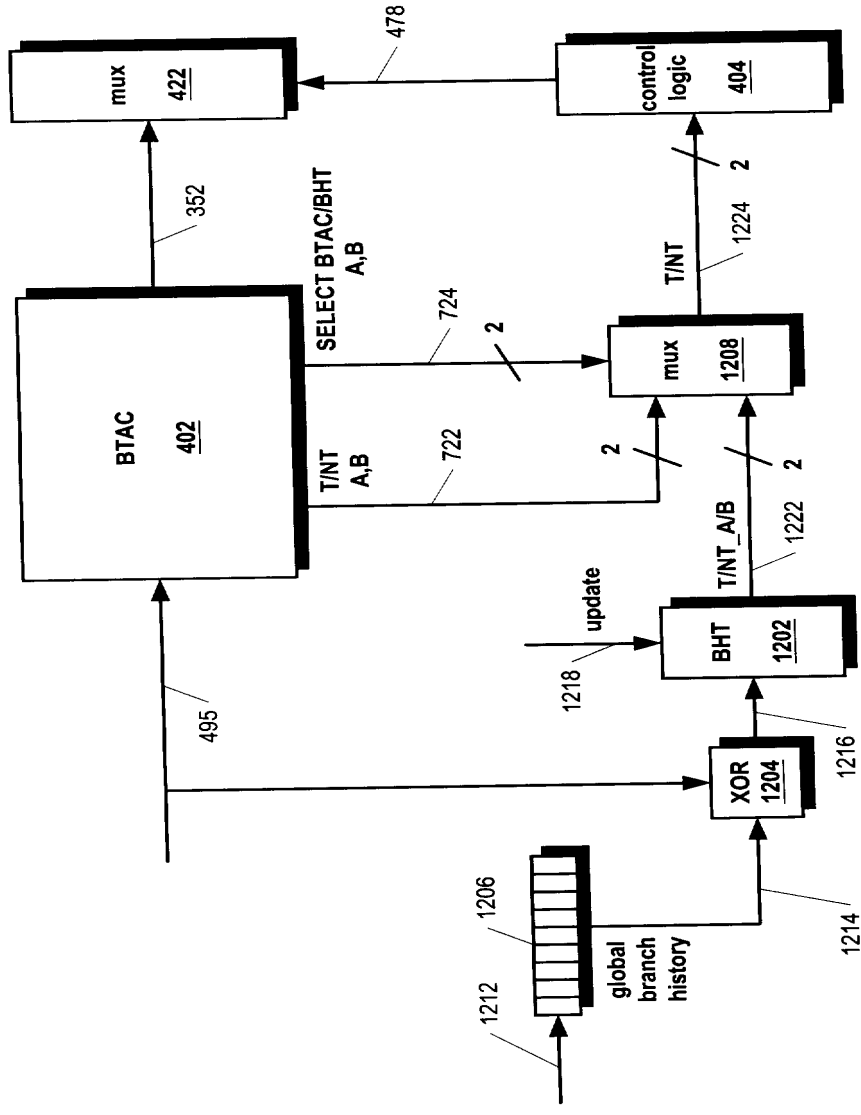 495
BTAC
402
352
mux
422
T/NT
A,B
722
SELECT BTAC/BHT
A,B
724
2
2
478
1212
1206
global
branch
history
1214
XOR
1204
1216
update
1218
BHT
1202
T/NT_A/B
1222
2
mux
1208
T/NT
1224
2
control
logic
404